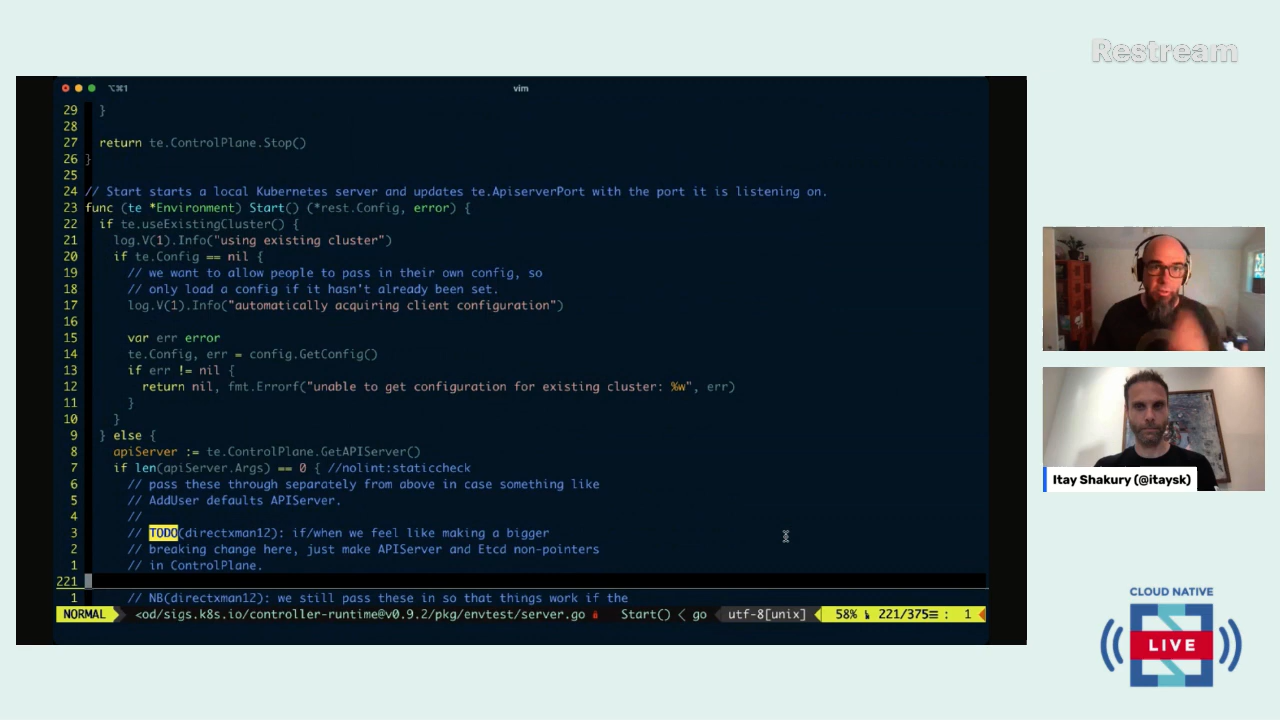 Restream
⌥⌘1
vim
29 }
28
27 return te.ControlPlane.Stop()
26 }
25
24 // Start starts a local Kubernetes server and updates te.ApiserverPort with the port it is listening on.
23 func (te *Environment) Start() (*rest.Config, error) {
22 if te.useExistingCluster() {
21 log.V(1).Info("using existing cluster")
20 if te.Config == nil {
19 // we want to allow people to pass in their own config, so
18 // only load a config if it hasn't already been set.
17 log.V(1).Info("automatically acquiring client configuration")
16
15 var err error
14 te.Config, err = config.GetConfig()
13 if err != nil {
12 return nil, fmt.Errorf("unable to get configuration for existing cluster: %w", err)
11 }
10 }
9 } else {
8 apiServer := te.ControlPlane.GetAPIServer()
7 if len(apiServer.Args) == 0 { //nolint:staticcheck
6 // pass these through separately from above in case something like
5 // AddUser defaults APIServer.
4 //
3 // TODO(directxman12): if/when we feel like making a bigger
2 // breaking change here, just make APIServer and Etcd non-pointers
1 // in ControlPlane.
221
1 // NB(directxman12): we still pass these in so that things work if the
NORMAL <od/sigs.k8s.io/controller-runtime@v0.9.2/pkg/envtest/server.go Start() < go utf-8[unix] 58% 221/375≡ : 1
Itay Shakury (@itaysk)
CLOUD NATIVE
LIVE